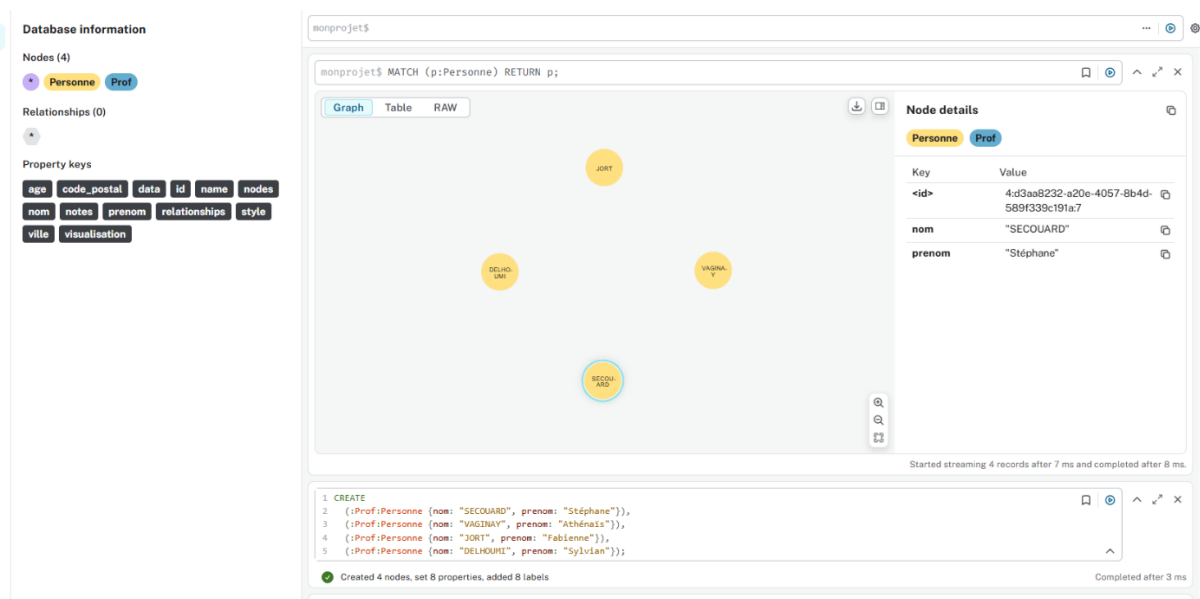 Database information
Nodes (4)
* Personne Prof
Relationships (0)
*
Property keys
age code_postal data id name nodes
nom notes prenom relationships style
ville visualisation
monprojet$
monprojet$ MATCH (p:Personne) RETURN p;
Graph Table RAW
JORT
DELHO-
UMI
VAGINA-
Y
SECOU-
ARD
Node details
Personne Prof
Key Value
<id> 4:d3aa8232-a20e-4057-8b4d-
589f339c191a:7
nom "SECOUARD"
prenom "Stéphane"
Started streaming 4 records after 7 ms and completed after 8 ms.
1 CREATE
2 (:Prof:Personne {nom: "SECOUARD", prenom: "Stéphane"}),
3 (:Prof:Personne {nom: "VAGINAY", prenom: "Athénaïs"}),
4 (:Prof:Personne {nom: "JORT", prenom: "Fabienne"}),
5 (:Prof:Personne {nom: "DELHOUMI", prenom: "Sylvian"});
Created 4 nodes, set 8 properties, added 8 labels
Completed after 3 ms